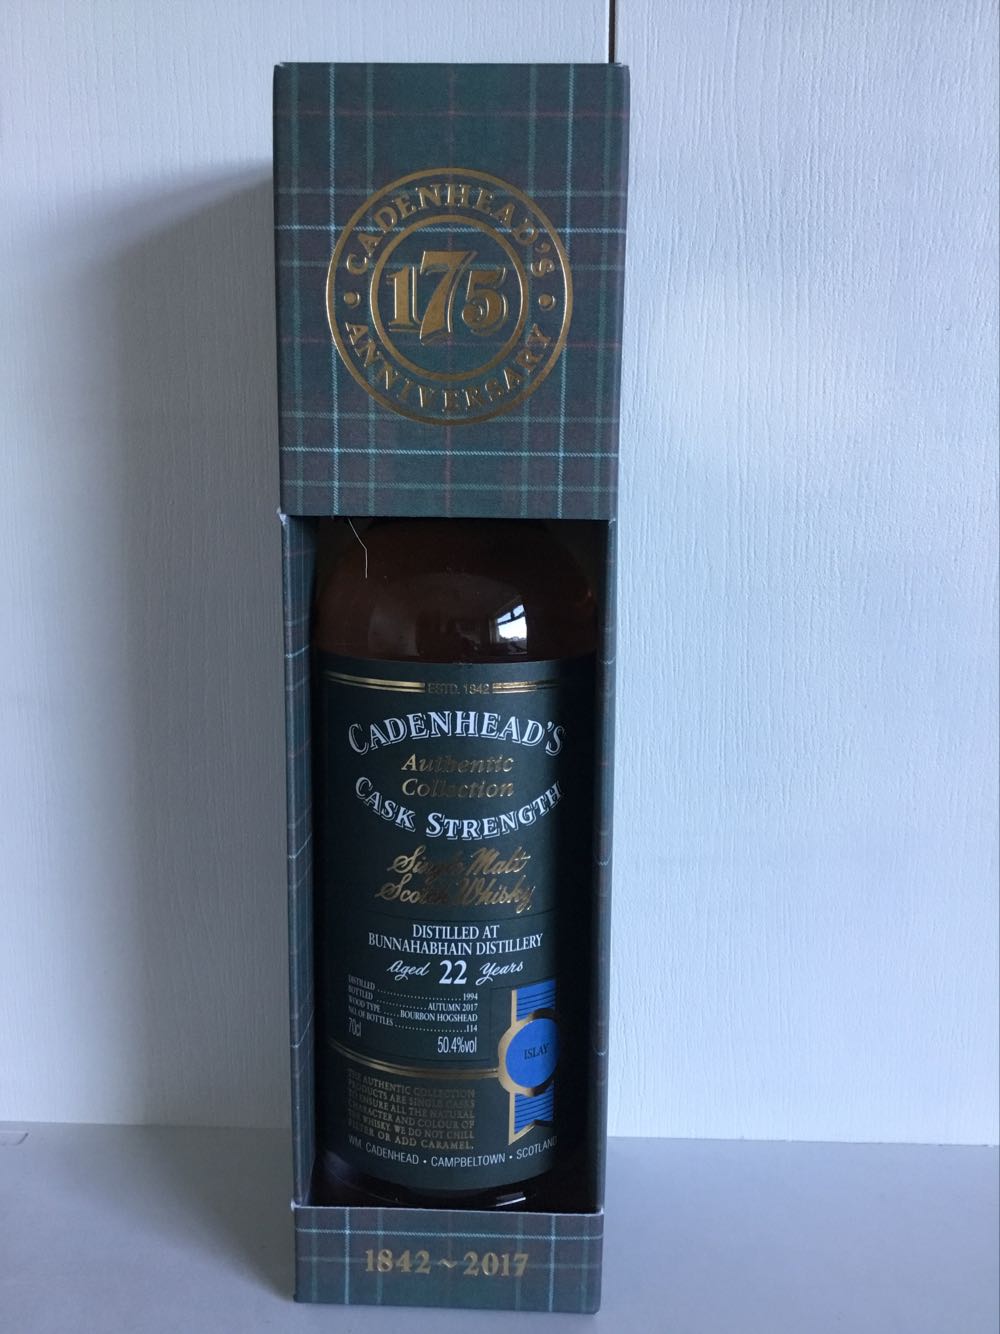 CADENHEAD'S
175
ANNIVERSARY
ESTD. 1842
CADENHEAD'S
Authentic
Collection
CASK STRENGTH
Single Malt
Scotch Whisky
DISTILLED AT
BUNNAHABHAIN DISTILLERY
Aged 22 Years
DISTILLED ........................ 1994
BOTTLED ............... AUTUMN 2017
WOOD TYPE ..... BOURBON HOGSHEAD
NO. OF BOTTLES .................... 114
70cl
50.4%vol
ISLAY
THE AUTHENTIC COLLECTION
PRODUCTS ARE SINGLE CASKS
TO ENSURE ALL THE NATURAL
CHARACTER AND COLOUR OF
THE WHISKY. WE DO NOT CHILL
FILTER OR ADD CARAMEL.
WM. CADENHEAD • CAMPBELTOWN • SCOTLAND
1842 ~ 2017